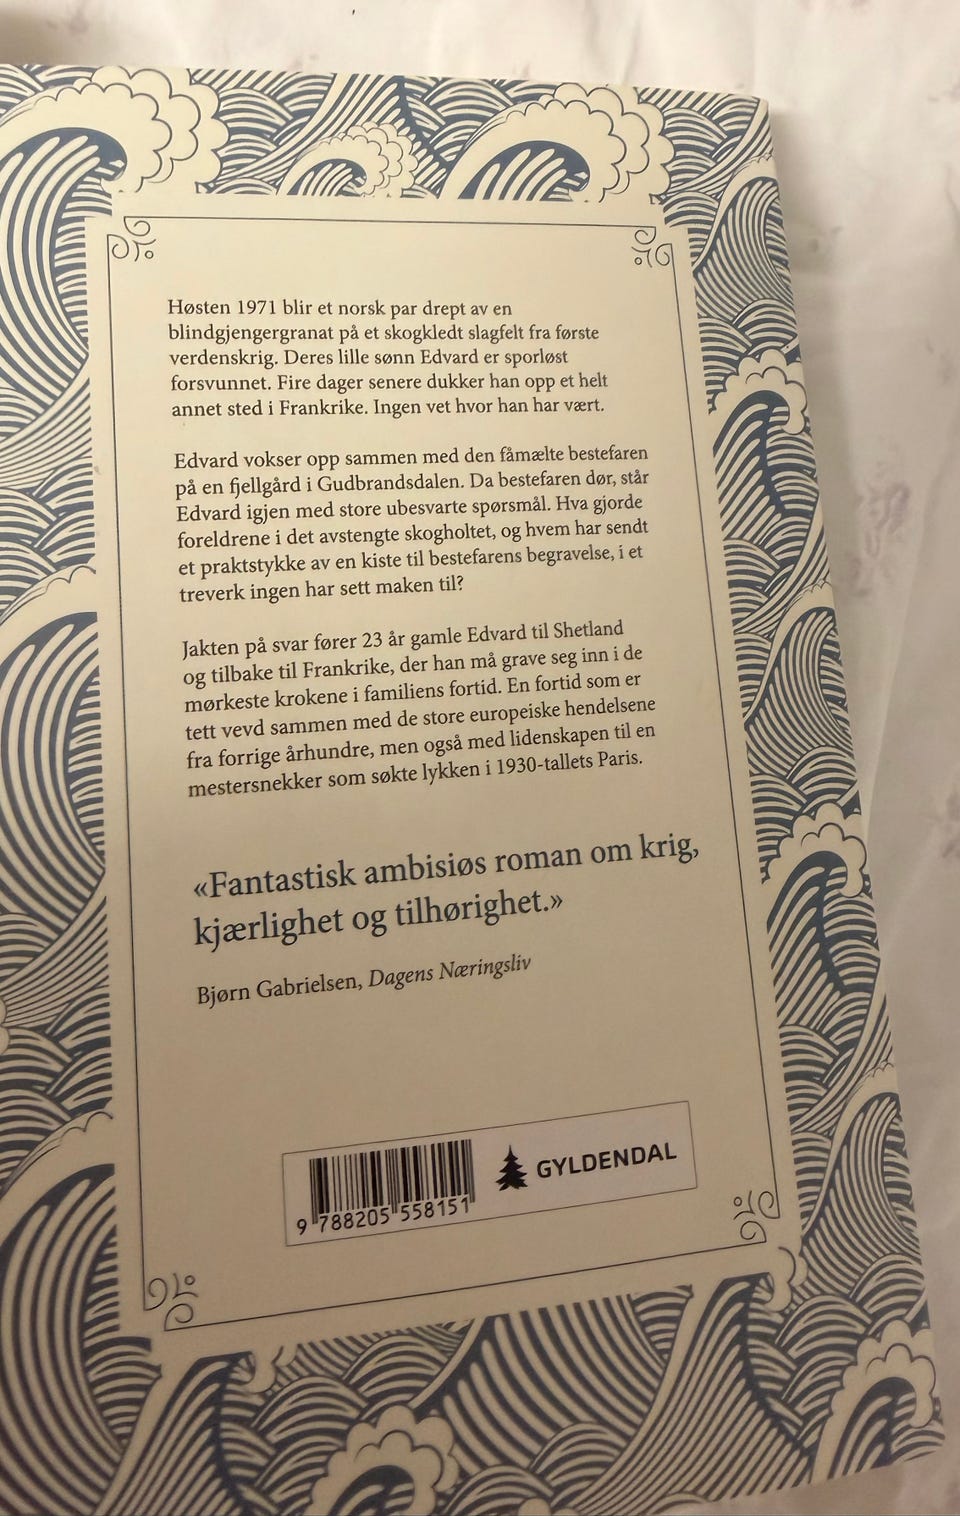 Høsten 1971 blir et norsk par drept av en
blindgjengergranat på et skogkledt slagfelt fra første
verdenskrig. Deres lille sønn Edvard er sporløst
forsvunnet. Fire dager senere dukker han opp et helt
annet sted i Frankrike. Ingen vet hvor han har vært.
Edvard vokser opp sammen med den fåmælte bestefaren
på en fjellgård i Gudbrandsdalen. Da bestefaren dør, står
Edvard igjen med store ubesvarte spørsmål. Hva gjorde
foreldrene i det avstengte skogholtet, og hvem har sendt
et praktstykke av en kiste til bestefarens begravelse, i et
treverk ingen har sett maken til?
Jakten på svar fører 23 år gamle Edvard til Shetland
og tilbake til Frankrike, der han må grave seg inn i de
mørkeste krokene i familiens fortid. En fortid som er
tett vevd sammen med de store europeiske hendelsene
fra forrige århundre, men også med lidenskapen til en
mestersnekker som søkte lykken i 1930-tallets Paris.
«Fantastisk ambisiøs roman om krig,
kjærlighet og tilhørighet.»
Bjørn Gabrielsen, Dagens Næringsliv
GYLDENDAL
9 788205 558151